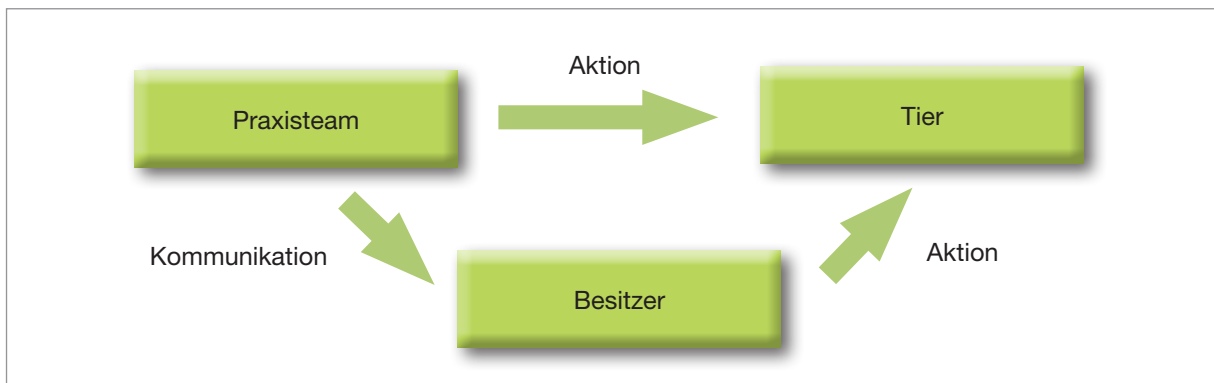 Aktion
Praxisteam
Tier
Kommunikation
Aktion
Besitzer